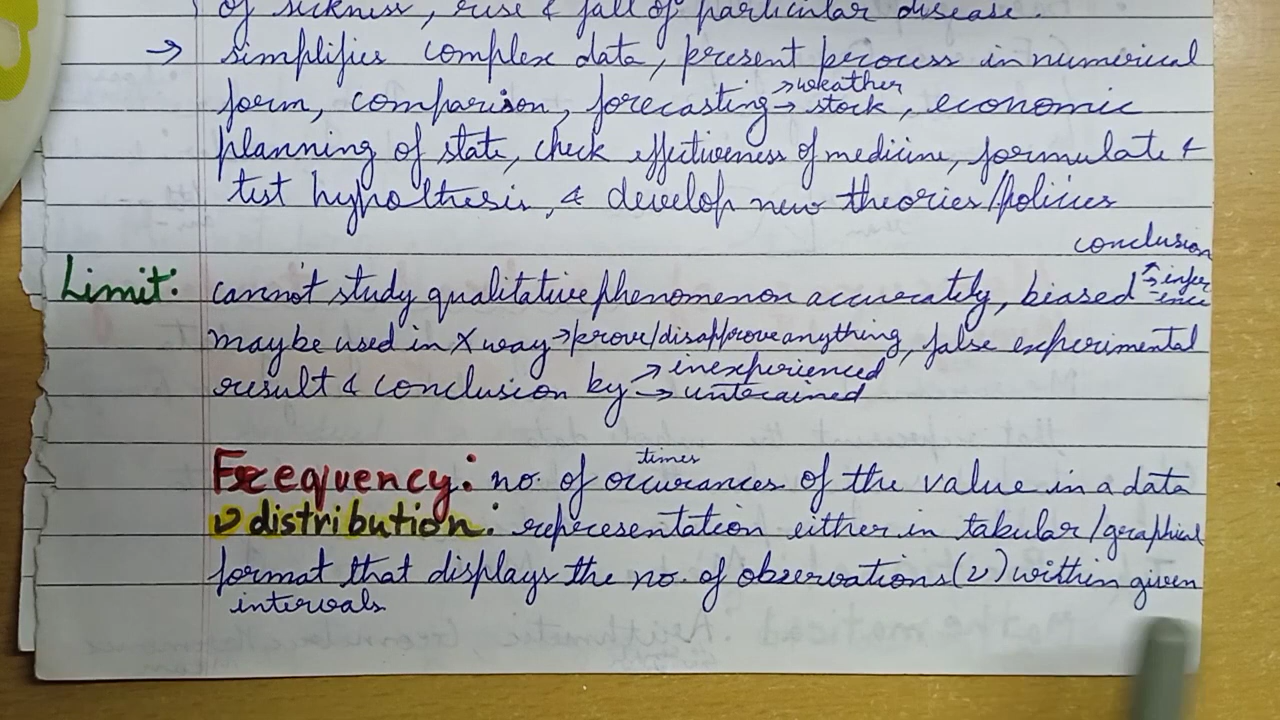 of sickness, rise & fall of particular disease.
→ simplifies complex data, present process in numerical
→ weather
form, comparison, forecasting → stock, economic
planning of state, check effectiveness of medicine, formulate &
test hypothesis, & develop new theories/policies
conclusion
Limit: cannot study qualitative phenomenon accurately, biased → inference
may be used in X way → prove/disapprove anything, false experimental
→ inexperienced
result & conclusion by → untrained
times
Frequency: no. of occurances of the value in a data
ν distribution: representation either in tabular/graphical
format that displays the no. of observations (ν) within given
intervals